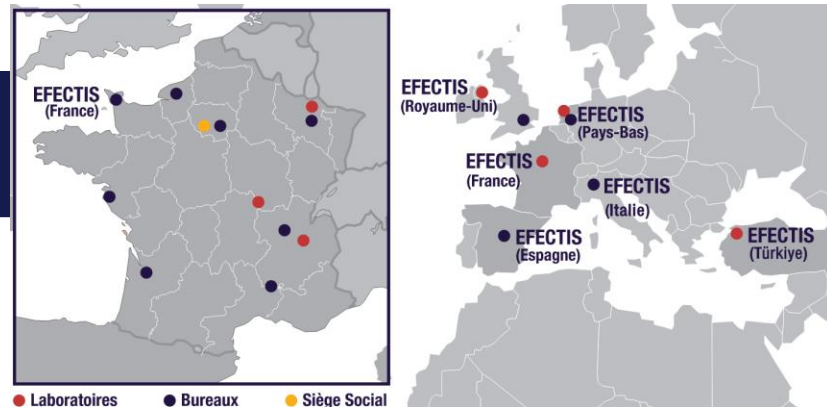 EFECTIS
(France)
Laboratoires
Bureaux
Siège Social
EFECTIS
(Royaume-Uni)
EFECTIS
(Pays-Bas)
EFECTIS
(France)
EFECTIS
(Italie)
EFECTIS
(Espagne)
EFECTIS
(Türkiye)